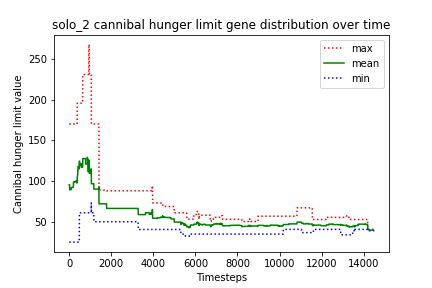 solo_2 cannibal hunger limit gene distribution over time
Cannibal hunger limit value
250
200
150
100
50
max
mean
min
0 2000 4000 6000 8000 10000 12000 14000
Timesteps